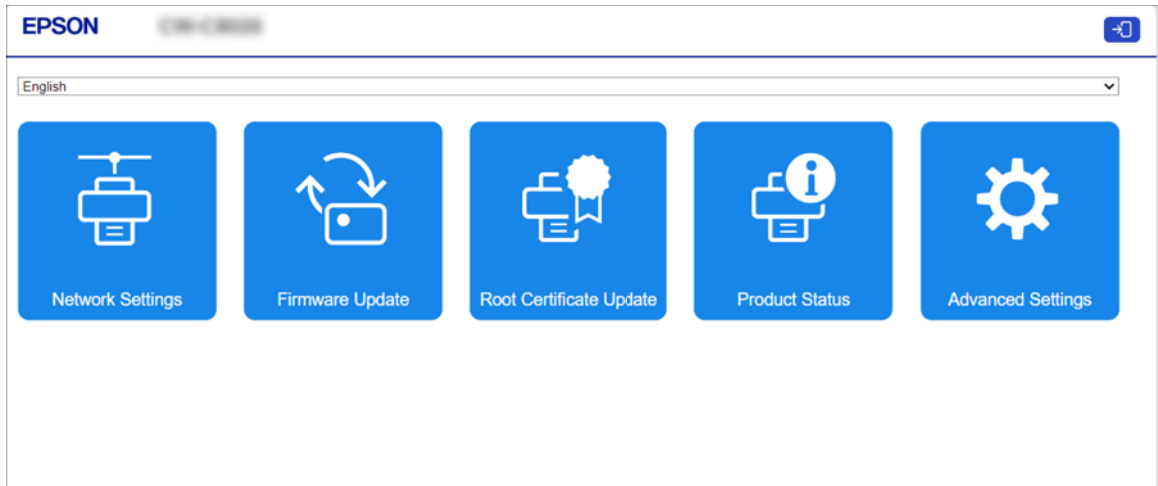 EPSON
English
Network Settings
Firmware Update
Root Certificate Update
Product Status
Advanced Settings